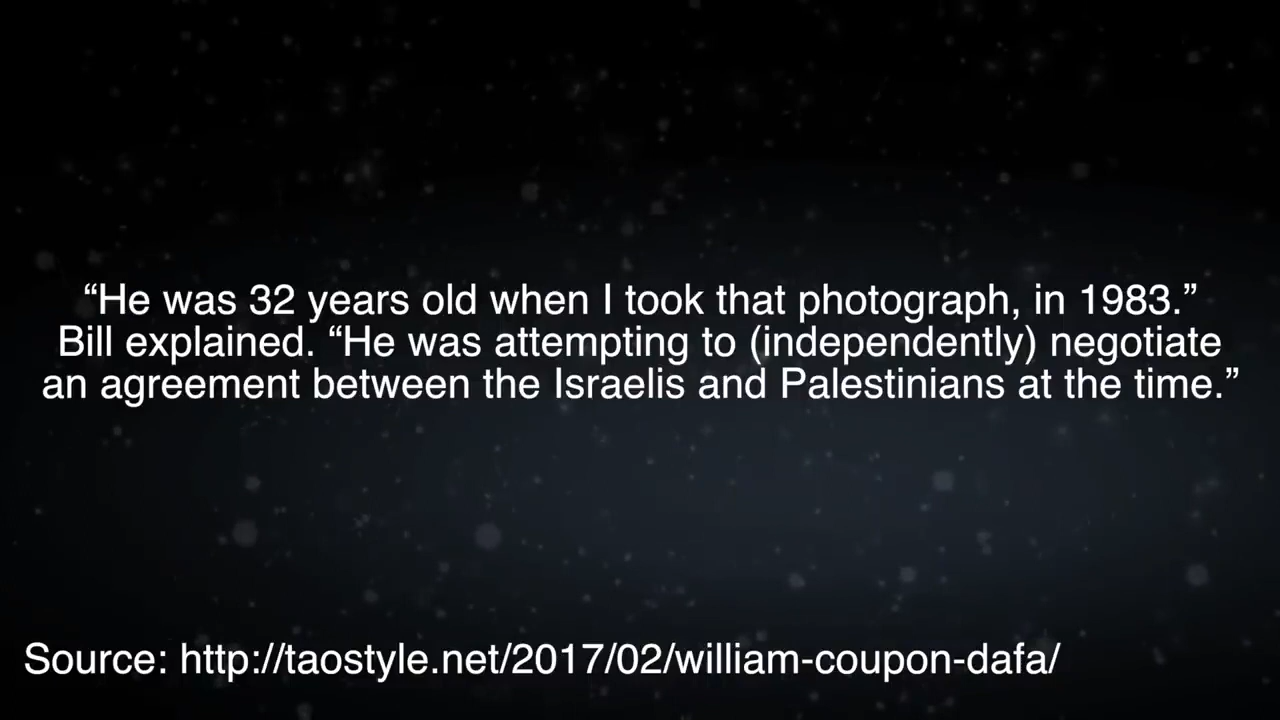 “He was 32 years old when I took that photograph, in 1983.”
Bill explained. “He was attempting to (independently) negotiate
an agreement between the Israelis and Palestinians at the time.”
Source: http://taostyle.net/2017/02/william-coupon-dafa/